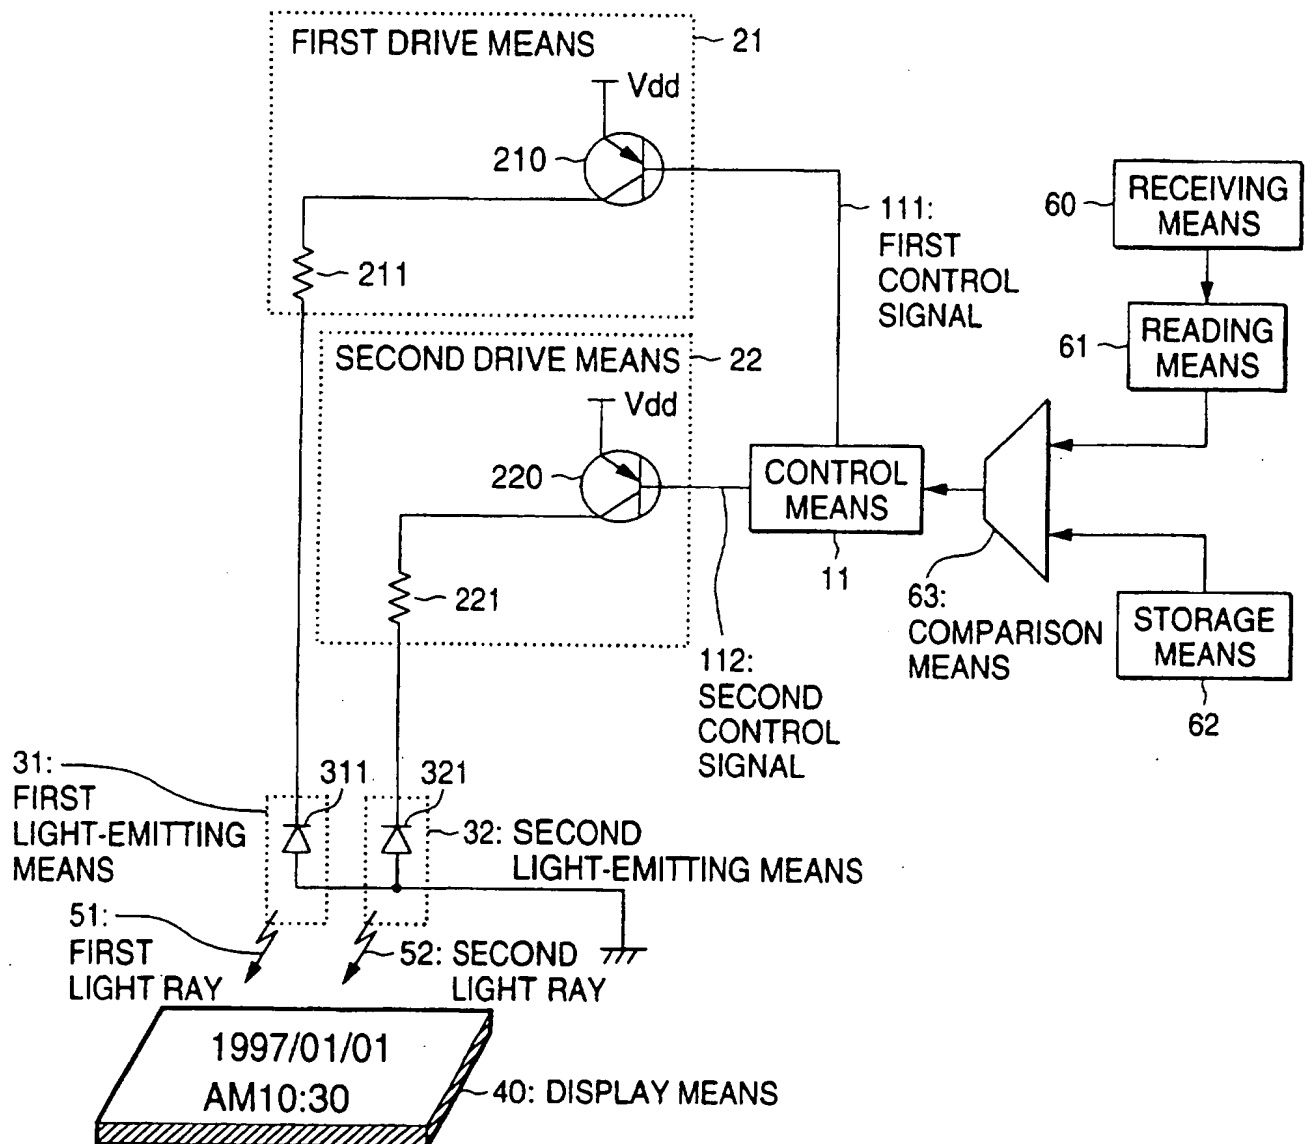 FIRST DRIVE MEANS
21
Vdd
210
211
111:
FIRST
CONTROL
SIGNAL
60
RECEIVING
MEANS
61
READING
MEANS
SECOND DRIVE MEANS
22
Vdd
220
221
CONTROL
MEANS
11
112:
SECOND
CONTROL
SIGNAL
63:
COMPARISON
MEANS
STORAGE
MEANS
62
31:
FIRST
LIGHT-EMITTING
MEANS
311
321
32: SECOND
LIGHT-EMITTING MEANS
51:
FIRST
LIGHT RAY
52: SECOND
LIGHT RAY
1997/01/01
AM10:30
40: DISPLAY MEANS